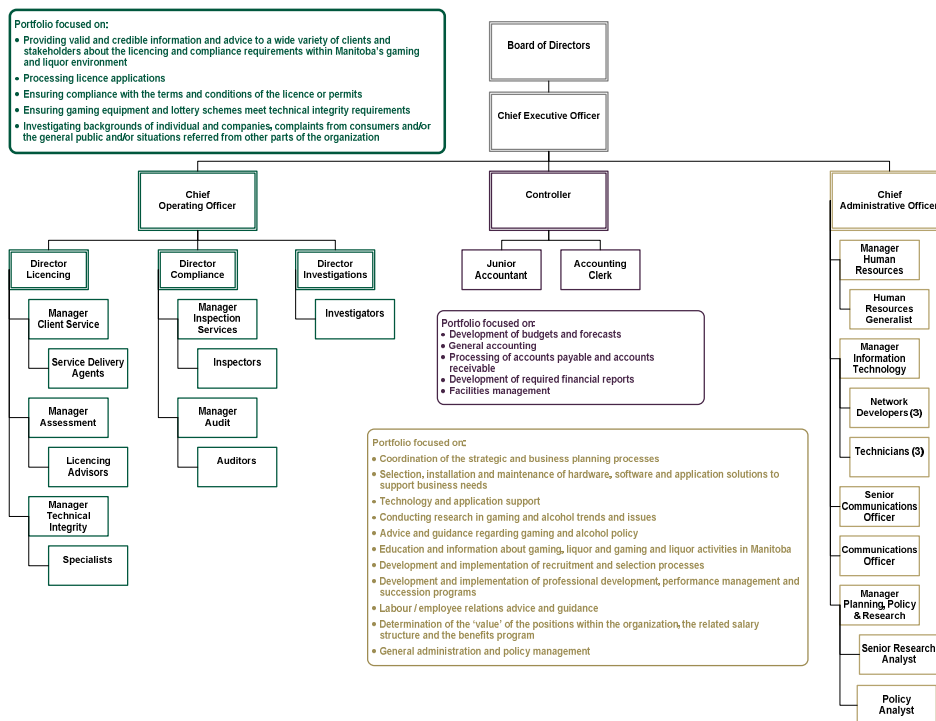 Portfolio focused on:
• Providing valid and credible information and advice to a wide variety of clients and
stakeholders about the licencing and compliance requirements within Manitoba's gaming
and liquor environment
• Processing licence applications
• Ensuring compliance with the terms and conditions of the licence or permits
• Ensuring gaming equipment and lottery schemes meet technical integrity requirements
• Investigating backgrounds of individual and companies, complaints from consumers and/or
the general public and/or situations referred from other parts of the organization
Board of Directors
Chief Executive Officer
Chief
Operating Officer
Controller
Chief
Administrative Officer
Director
Licencing
Director
Compliance
Director
Investigations
Junior
Accountant
Accounting
Clerk
Manager
Client Service
Service Delivery
Agents
Manager
Assessment
Licencing
Advisors
Manager
Technical
Integrity
Specialists
Manager
Inspection
Services
Inspectors
Manager
Audit
Auditors
Investigators
Portfolio focused on:
• Development of budgets and forecasts
• General accounting
• Processing of accounts payable and accounts
receivable
• Development of required financial reports
• Facilities management
Portfolio focused on:
• Coordination of the strategic and business planning processes
• Selection, installation and maintenance of hardware, software and application solutions to
support business needs
• Technology and application support
• Conducting research in gaming and alcohol trends and issues
• Advice and guidance regarding gaming and alcohol policy
• Education and information about gaming, liquor and gaming and liquor activities in Manitoba
• Development and implementation of recruitment and selection processes
• Development and implementation of professional development, performance management and
succession programs
• Labour / employee relations advice and guidance
• Determination of the 'value' of the positions within the organization, the related salary
structure and the benefits program
• General administration and policy management
Manager
Human
Resources
Human
Resources
Generalist
Manager
Information
Technology
Network
Developers (3)
Technicians (3)
Senior
Communications
Officer
Communications
Officer
Manager
Planning, Policy
& Research
Senior Research
Analyst
Policy
Analyst